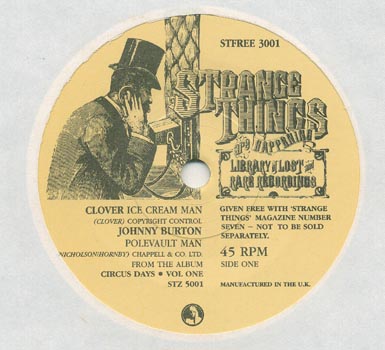 STFREE 3001
STRANGE
THINGS
ARE HAPPENING
LIBRARY OF LOST AND
RARE RECORDINGS
CLOVER ICE CREAM MAN
(CLOVER) COPYRIGHT CONTROL
JOHNNY BURTON
POLEVAULT MAN
NICHOLSON/HORNBY) CHAPPELL & CO. LTD.
FROM THE ALBUM
CIRCUS DAYS • VOL ONE
STZ 5001
GIVEN FREE WITH 'STRANGE
THINGS' MAGAZINE NUMBER
SEVEN – NOT TO BE SOLD
SEPARATELY.
45 RPM
SIDE ONE
MANUFACTURED IN THE U.K.